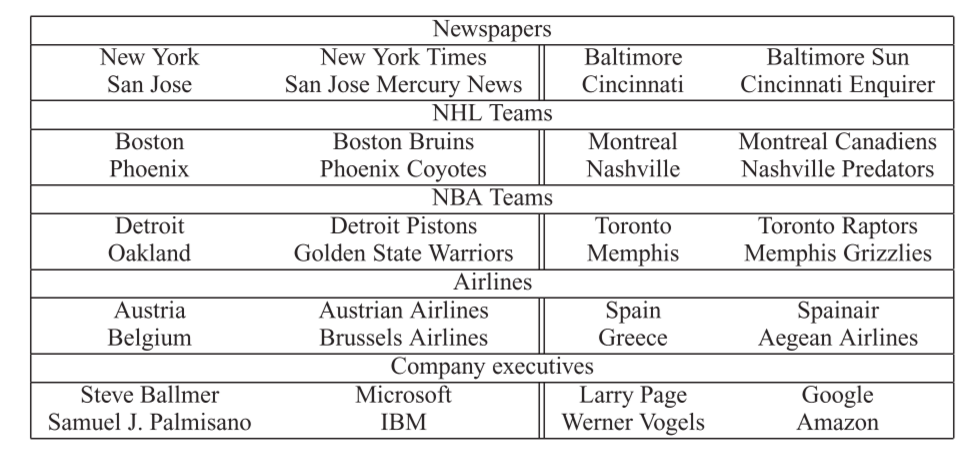 Newspapers
New York New York Times Baltimore Baltimore Sun
San Jose San Jose Mercury News Cincinnati Cincinnati Enquirer
NHL Teams
Boston Boston Bruins Montreal Montreal Canadiens
Phoenix Phoenix Coyotes Nashville Nashville Predators
NBA Teams
Detroit Detroit Pistons Toronto Toronto Raptors
Oakland Golden State Warriors Memphis Memphis Grizzlies
Airlines
Austria Austrian Airlines Spain Spainair
Belgium Brussels Airlines Greece Aegean Airlines
Company executives
Steve Ballmer Microsoft Larry Page Google
Samuel J. Palmisano IBM Werner Vogels Amazon